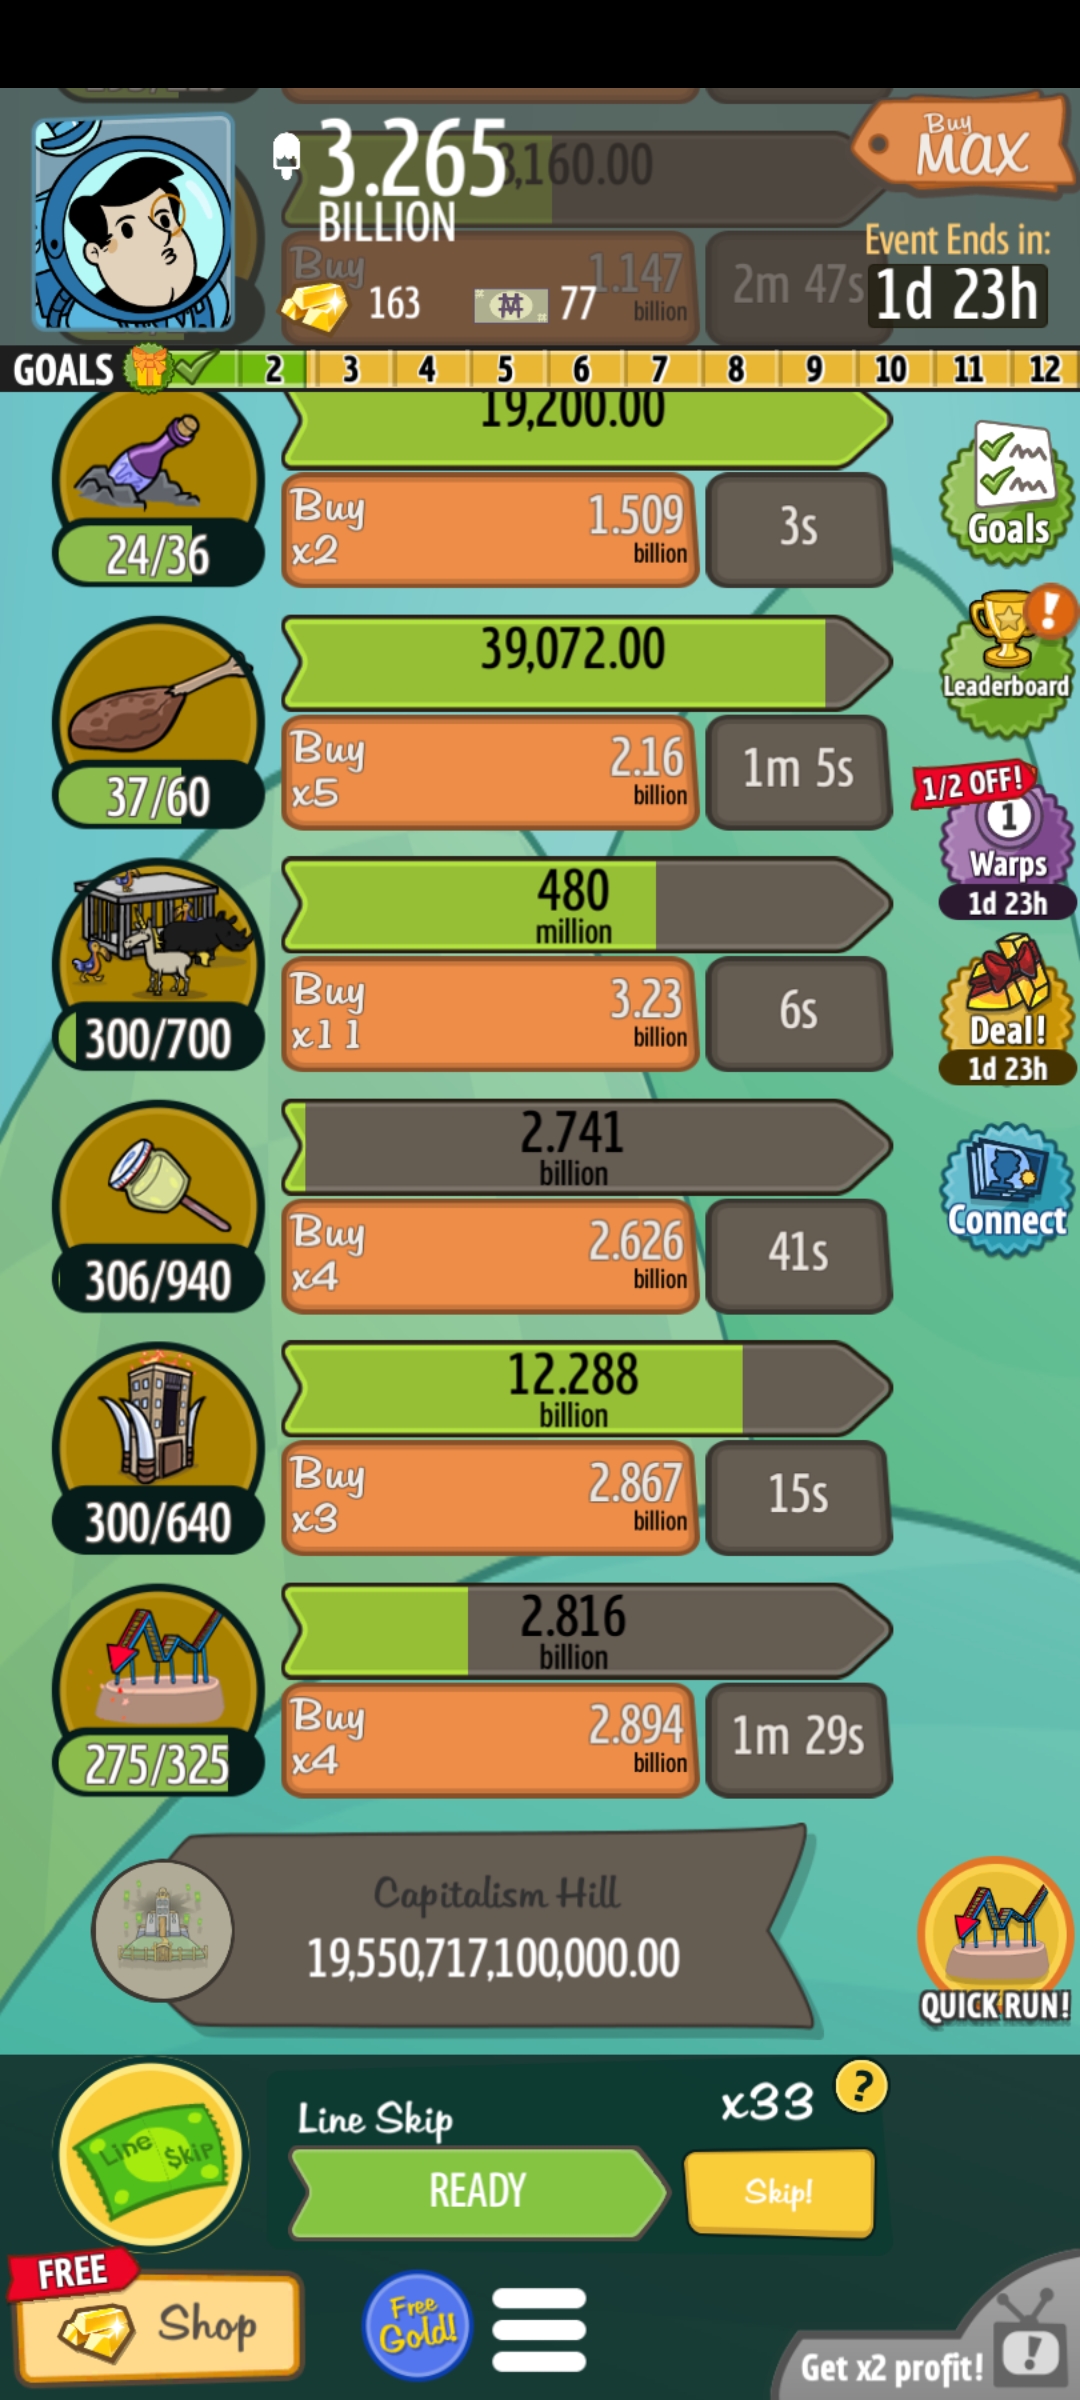 3.265
BILLION
3,160.00
Buy
MAX
Event Ends in:
1d 23h
Buy
1.147
billion
2m 47s
163
77
GOALS 2 3 4 5 6 7 8 9 10 11 12
19,200.00
24/36
Buy
x2
1.509
billion
3s
Goals
39,072.00
37/60
Buy
x5
2.16
billion
1m 5s
Leaderboard
1/2 OFF!
1
Warps
1d 23h
480
million
300/700
Buy
x11
3.23
billion
6s
Deal!
1d 23h
2.741
billion
306/940
Buy
x4
2.626
billion
41s
Connect
12.288
billion
300/640
Buy
x3
2.867
billion
15s
2.816
billion
275/325
Buy
x4
2.894
billion
1m 29s
Capitalism Hill
19,550,717,100,000.00
QUICK RUN!
Line $kip
Line Skip
x33
?
READY
Skip!
FREE
Shop
Free
Gold!
Get x2 profit!